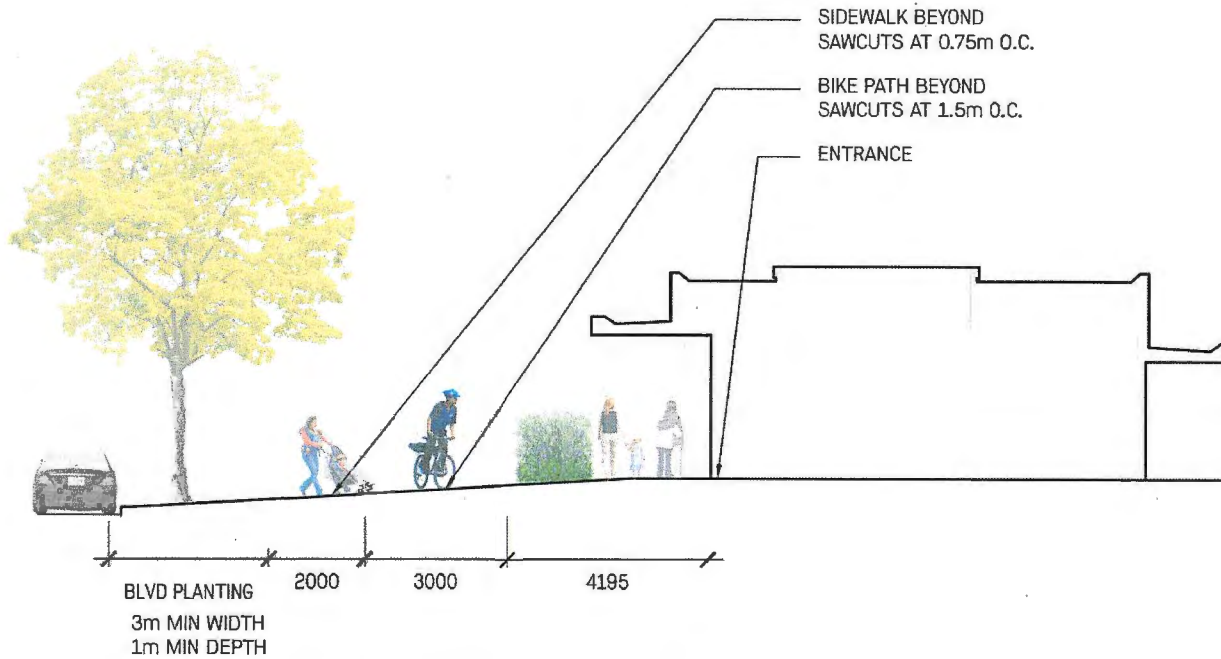 SIDEWALK BEYOND
SAWCUTS AT 0.75m O.C.
BIKE PATH BEYOND
SAWCUTS AT 1.5m O.C.
ENTRANCE
2000
3000
4195
BLVD PLANTING
3m MIN WIDTH
1m MIN DEPTH